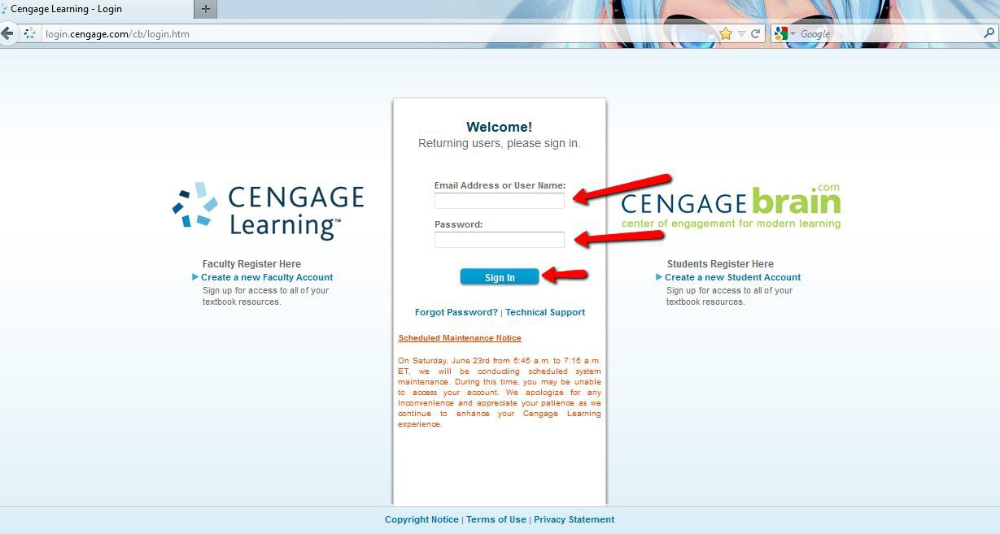 Cengage Learning - Login
login.cengage.com/cb/login.htm
Google
Welcome!
Returning users, please sign in.
Email Address or User Name:
Password:
Sign In
Forgot Password? | Technical Support
Scheduled Maintenance Notice
On Saturday, June 23rd from 5:45 a.m. to 7:15 a.m.
ET, we will be conducting scheduled system
maintenance. During this time, you may be unable
to access your account. We apologize for any
inconvenience and appreciate your patience as we
continue to enhance your Cengage Learning
experience.
CENGAGE
Learning™
Faculty Register Here
Create a new Faculty Account
Sign up for access to all of your
textbook resources.
CENGAGEbrain.com
center of engagement for modern learning
Students Register Here
Create a new Student Account
Sign up for access to all of your
textbook resources.
Copyright Notice | Terms of Use | Privacy Statement